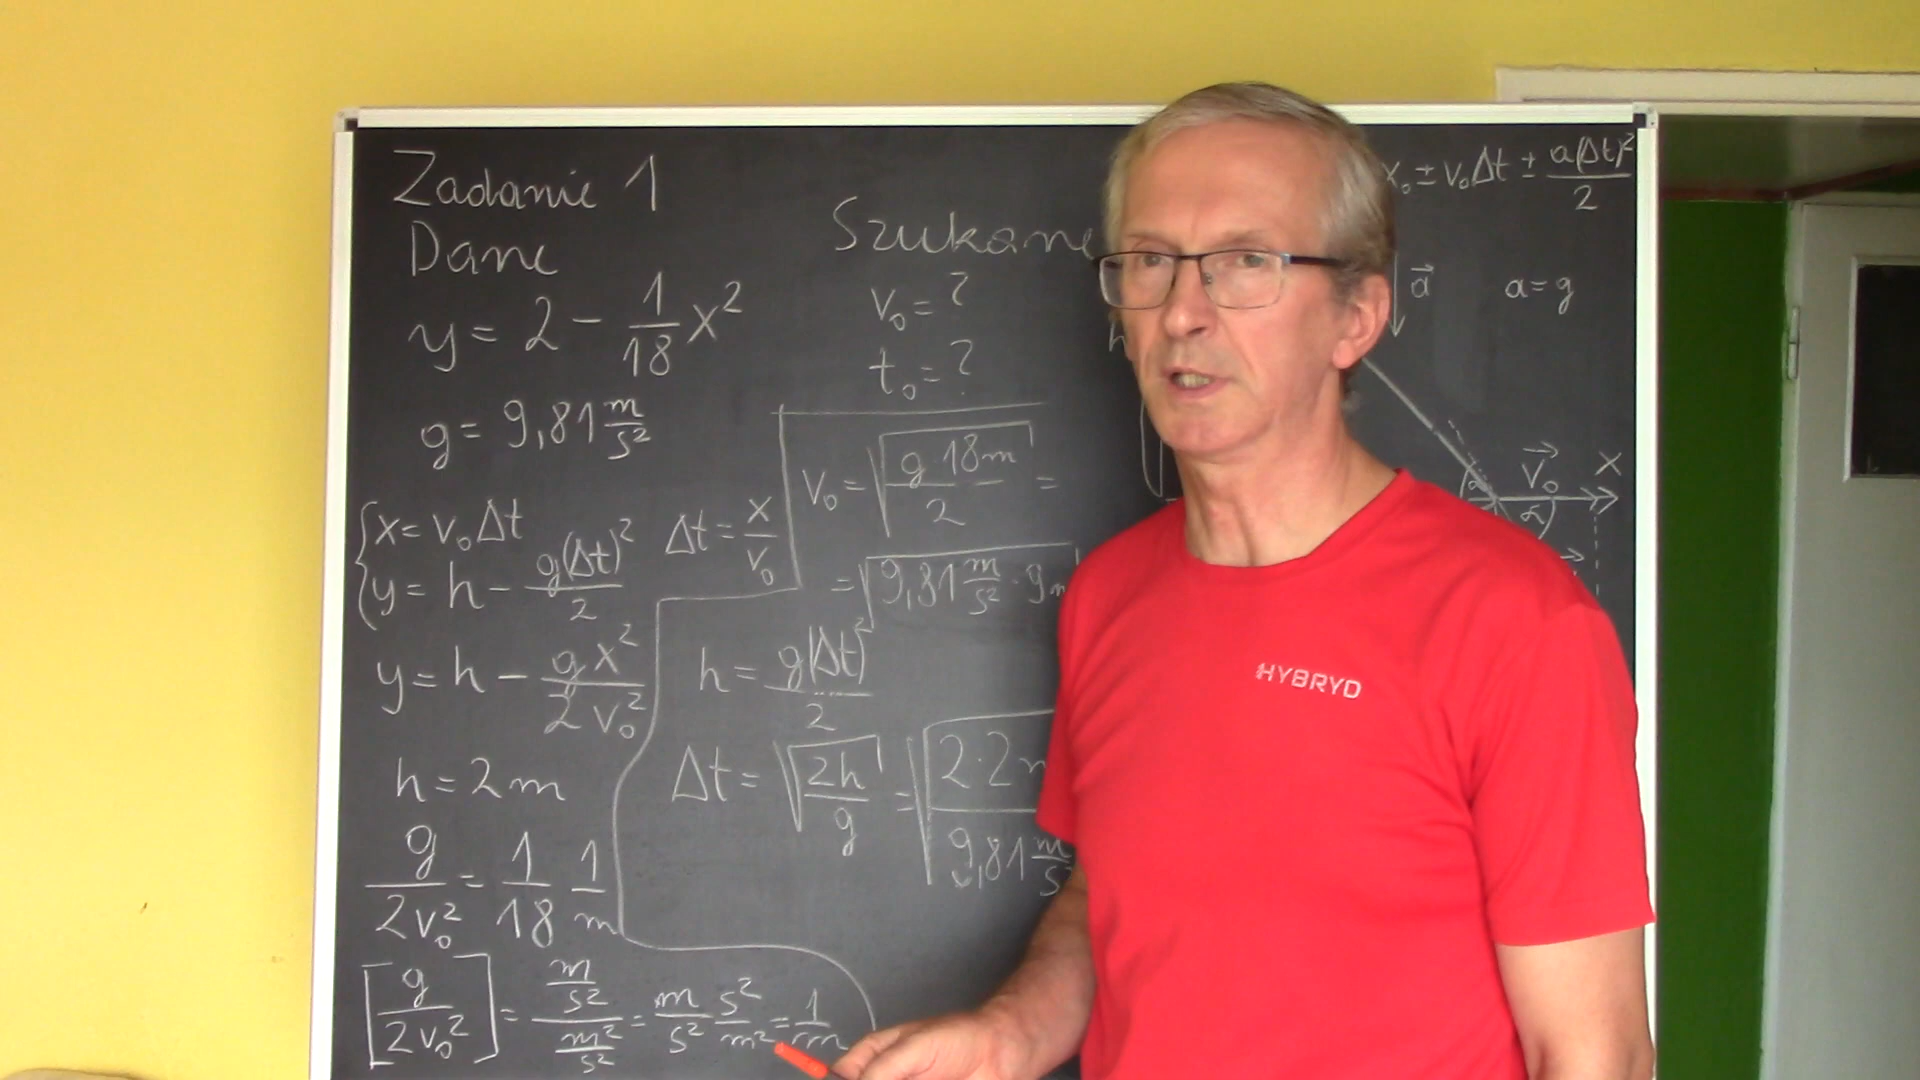 Zadanie 1
Dane
y = 2 - 1/18 x²
g = 9,81 m/s²
{ x = v₀Δt
{ y = h - g(Δt)²/2
Δt = x/v₀
y = h - gx²/2v₀²
h = 2m
g/2v₀² = 1/18 1/m
[g/2v₀²] = (m/s²)/(m²/s²) = m/s² s²/m² = 1/m
Szukane
v₀ = ?
t₀ = ?
v₀ = √(g·18m/2) =
= √(9,81 m/s² · 9m
h = g(Δt)²/2
Δt = √(2h/g) = √(2·2m/9,81 m/s²
x₀ ± v₀Δt ± a(Δt)²/2
a⃗
a = g
h
v⃗₀
x
α
HYBRYD